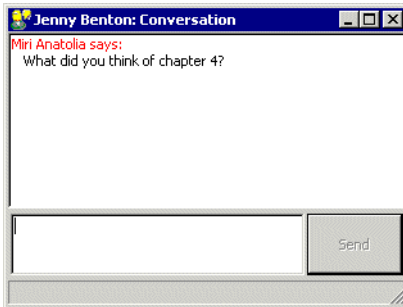 Jenny Benton: Conversation
Miri Anatolia says:
What did you think of chapter 4?
Send